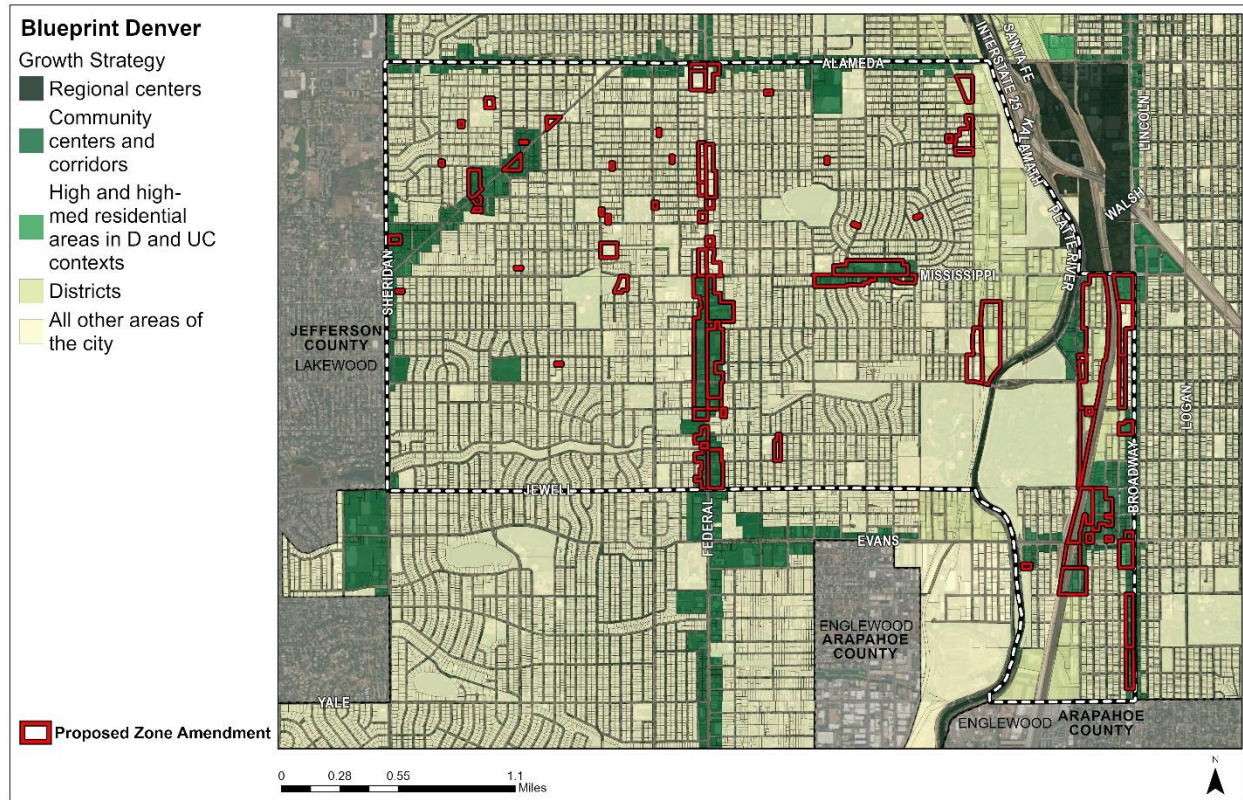 Blueprint Denver
Growth Strategy
Regional centers
Community
centers and
corridors
High and high-
med residential
areas in D and UC
contexts
Districts
All other areas of
the city
Proposed Zone Amendment
ALAMEDA
INTERSTATE 25
SANTA FE
KALAMATH
LINCOLN
WALSH
PLATTE RIVER
SHERIDAN
MISSISSIPPI
JEFFERSON
COUNTY
LAKEWOOD
LOGAN
BROADWAY
JEWELL
FEDERAL
EVANS
ENGLEWOOD
ARAPAHOE
COUNTY
YALE
ENGLEWOOD
ARAPAHOE
COUNTY
0 0.28 0.55 1.1
Miles
N